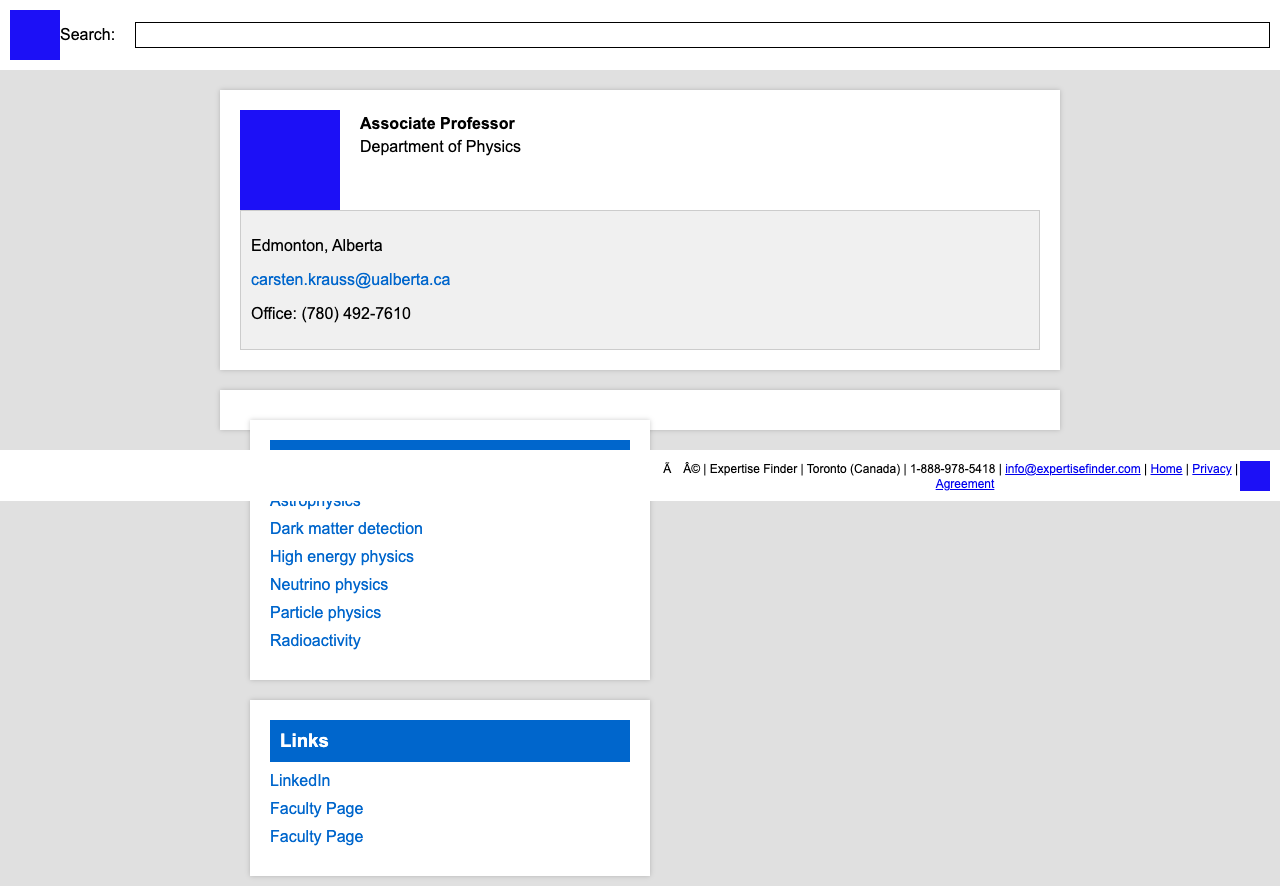 Search:
Associate Professor
Department of Physics
Edmonton, Alberta
carsten.krauss@ualberta.ca
Office: (780) 492-7610
Ã Â© | Expertise Finder | Toronto (Canada) | 1-888-978-5418 | info@expertisefinder.com | Home | Privacy |
Agreement
Astrophysics
Dark matter detection
High energy physics
Neutrino physics
Particle physics
Radioactivity
Links
LinkedIn
Faculty Page
Faculty Page